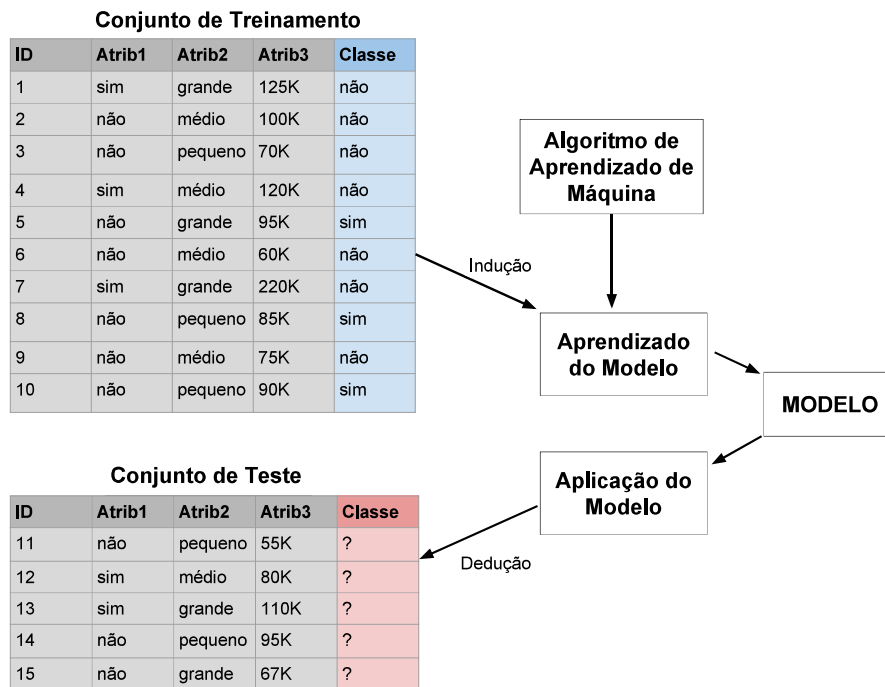 Conjunto de Treinamento
ID Atrib1 Atrib2 Atrib3 Classe
1 sim grande 125K não
2 não médio 100K não
3 não pequeno 70K não
4 sim médio 120K não
5 não grande 95K sim
6 não médio 60K não
7 sim grande 220K não
8 não pequeno 85K sim
9 não médio 75K não
10 não pequeno 90K sim
Algoritmo de
Aprendizado de
Máquina
Indução
Aprendizado
do Modelo
MODELO
Aplicação do
Modelo
Dedução
Conjunto de Teste
ID Atrib1 Atrib2 Atrib3 Classe
11 não pequeno 55K ?
12 sim médio 80K ?
13 sim grande 110K ?
14 não pequeno 95K ?
15 não grande 67K ?